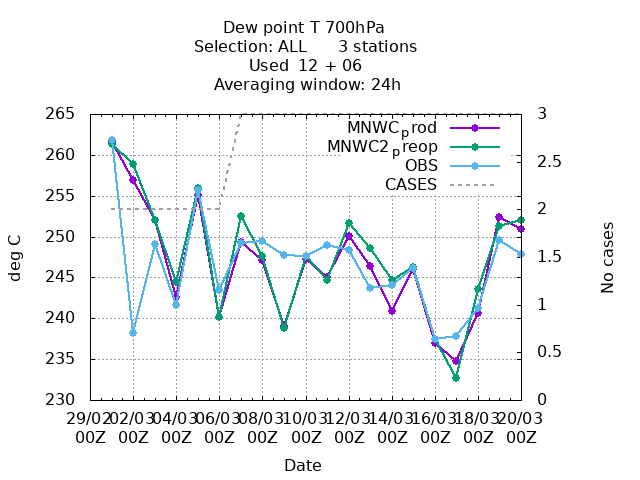 Dew point T 700hPa
Selection: ALL      3 stations
Used  12 + 06
Averaging window: 24h
265
260
255
250
245
240
235
230
3
2.5
2
1.5
1
0.5
0
MNWC_prod
MNWC2_preop
OBS
CASES
deg C
No cases
29/02 02/03 04/03 06/03 08/03 10/03 12/03 14/03 16/03 18/03 20/03
00Z 00Z 00Z 00Z 00Z 00Z 00Z 00Z 00Z 00Z 00Z
Date